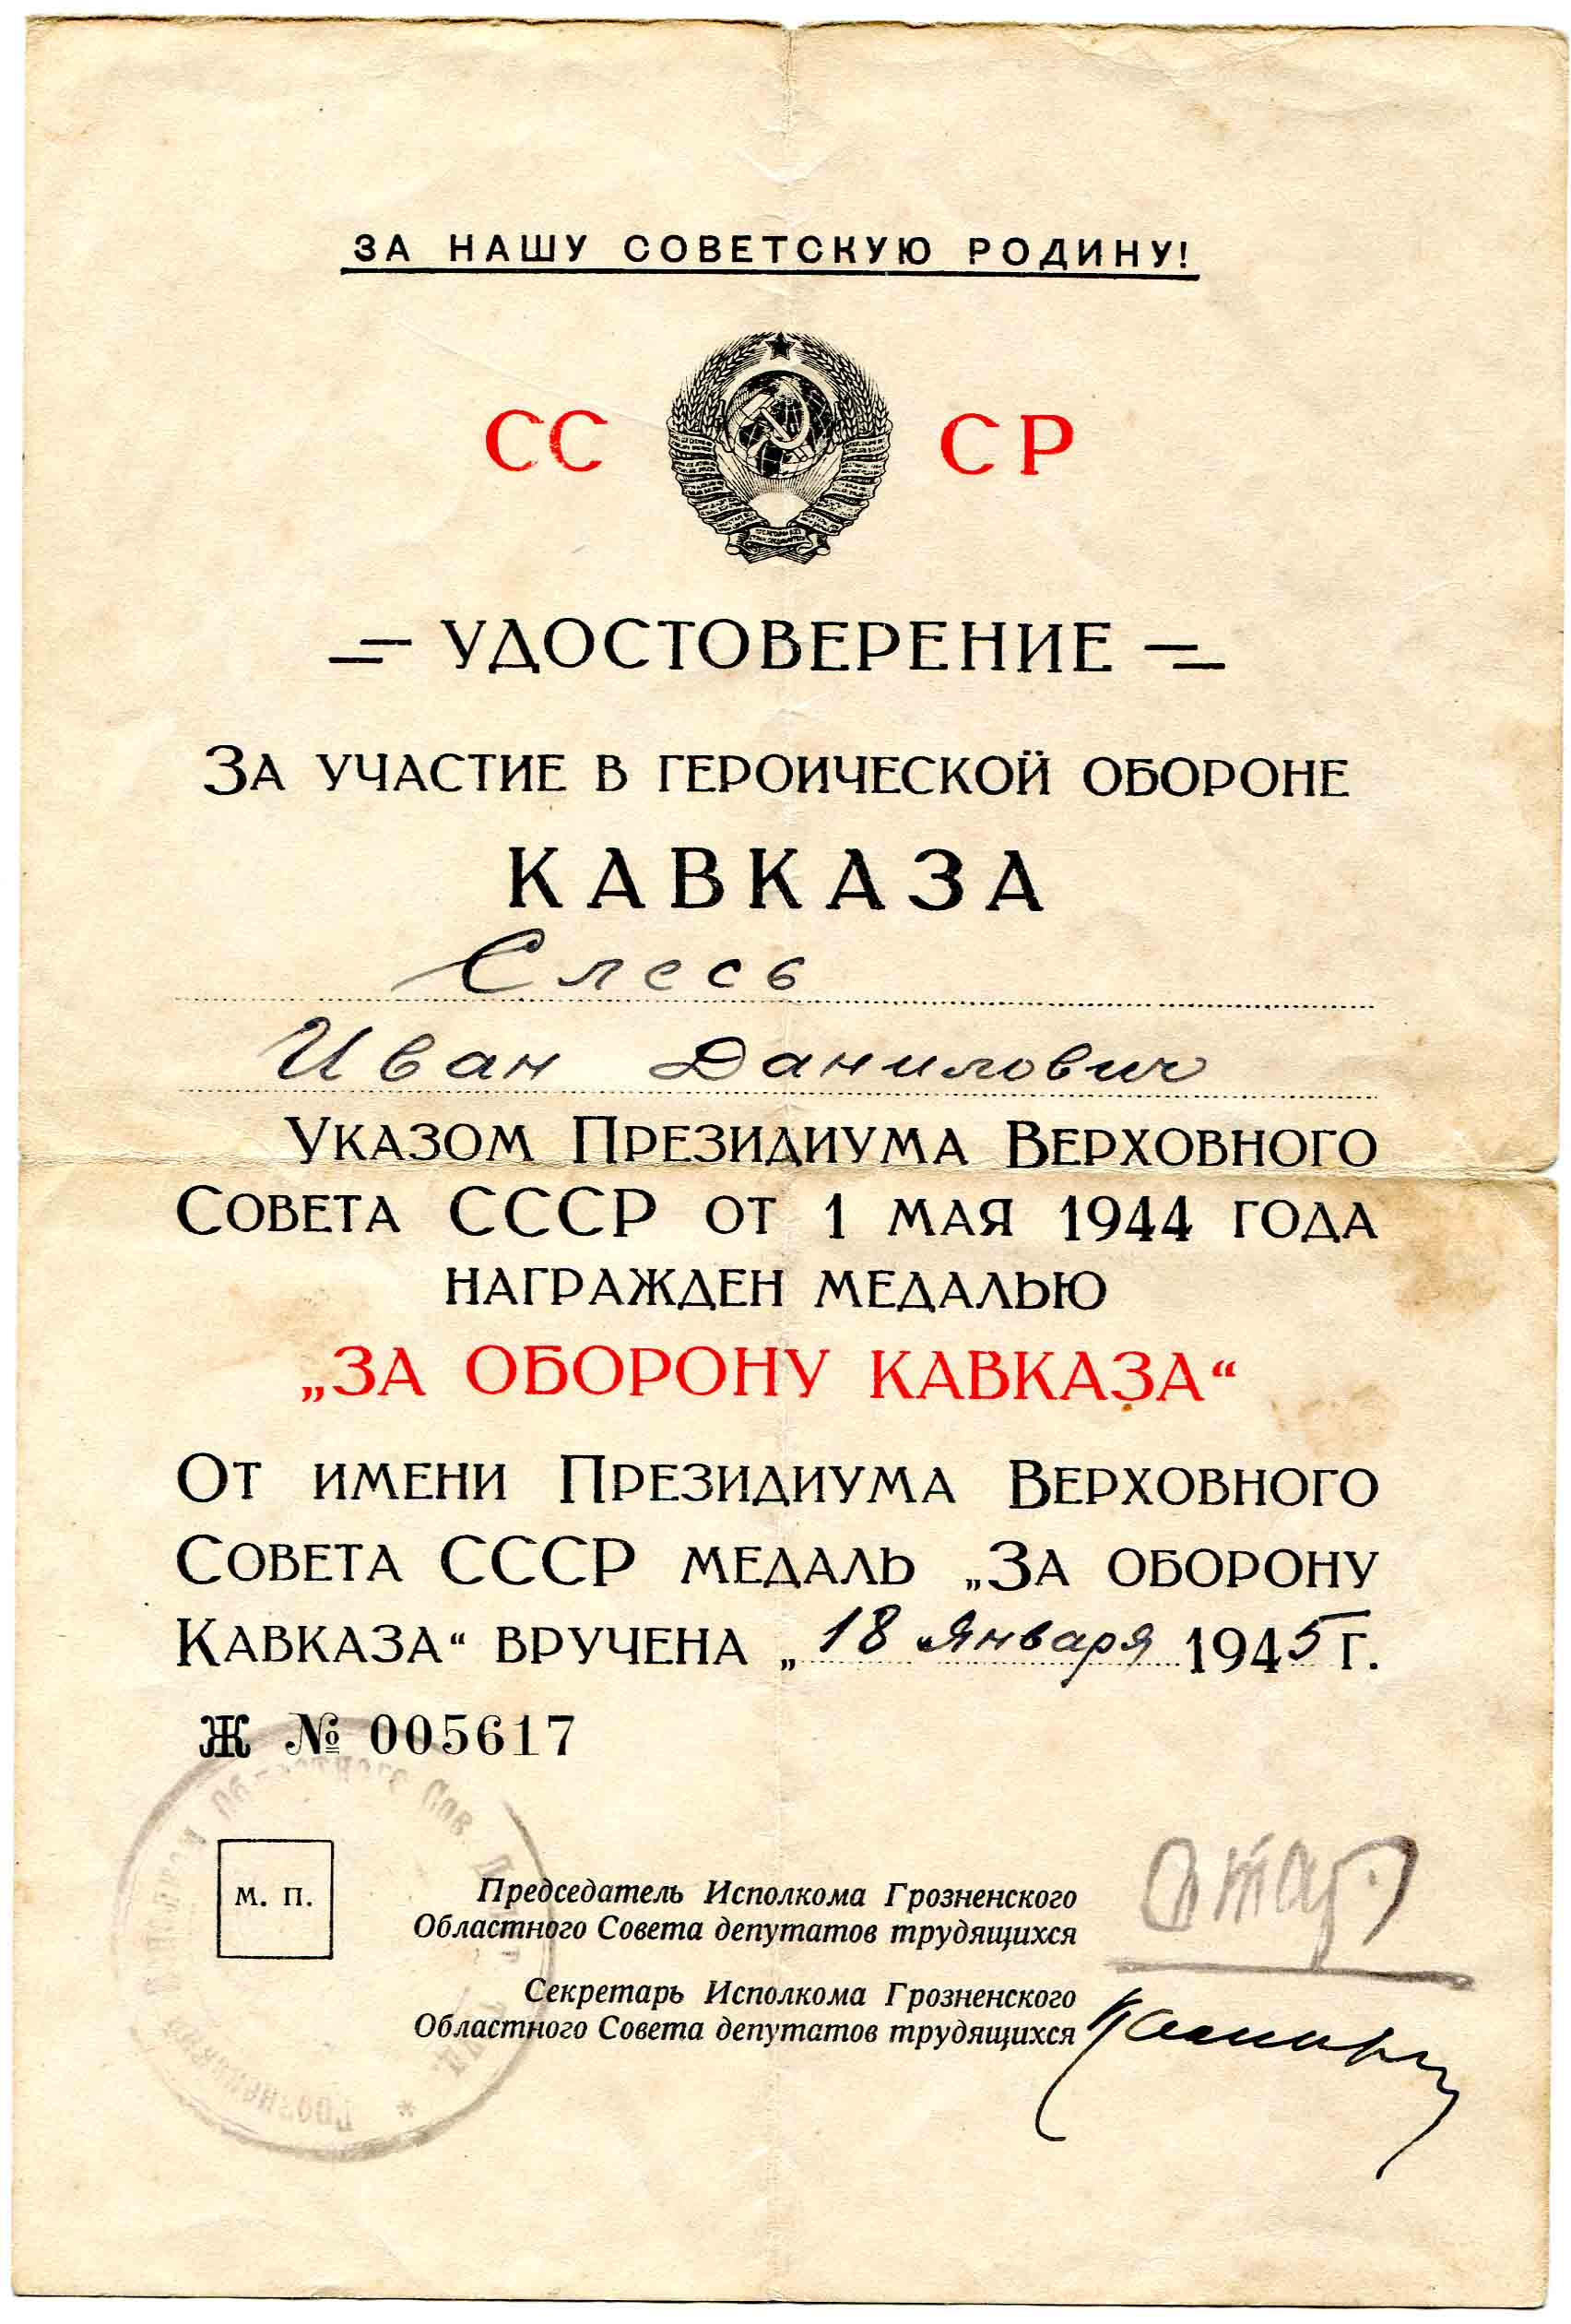 ЗА НАШУ СОВЕТСКУЮ РОДИНУ!
СС СР
УДОСТОВЕРЕНИЕ
ЗА УЧАСТИЕ В ГЕРОИЧЕСКОЙ ОБОРОНЕ
КАВКАЗА
Слесь
Иван Данилович
УКАЗОМ ПРЕЗИДИУМА ВЕРХОВНОГО
СОВЕТА СССР ОТ 1 МАЯ 1944 ГОДА
НАГРАЖДЕН МЕДАЛЬЮ
„ЗА ОБОРОНУ КАВКАЗА“
ОТ ИМЕНИ ПРЕЗИДИУМА ВЕРХОВНОГО
СОВЕТА СССР МЕДАЛЬ „ЗА ОБОРОНУ
КАВКАЗА“ ВРУЧЕНА „18 января 1945 Г.
Ж № 005617
М. П.
Председатель Исполкома Грозненского
Областного Совета депутатов трудящихся
Секретарь Исполкома Грозненского
Областного Совета депутатов трудящихся